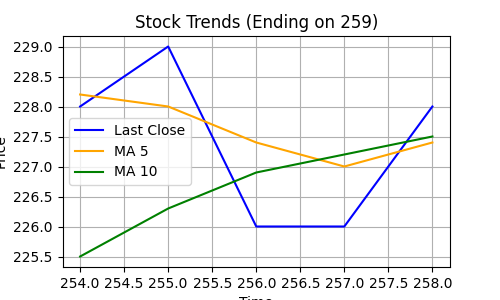 Stock Trends (Ending on 259)
229.0
228.5
228.0
227.5
227.0
226.5
226.0
225.5
Price
Last Close
MA 5
MA 10
254.0 254.5 255.0 255.5 256.0 256.5 257.0 257.5 258.0
Time